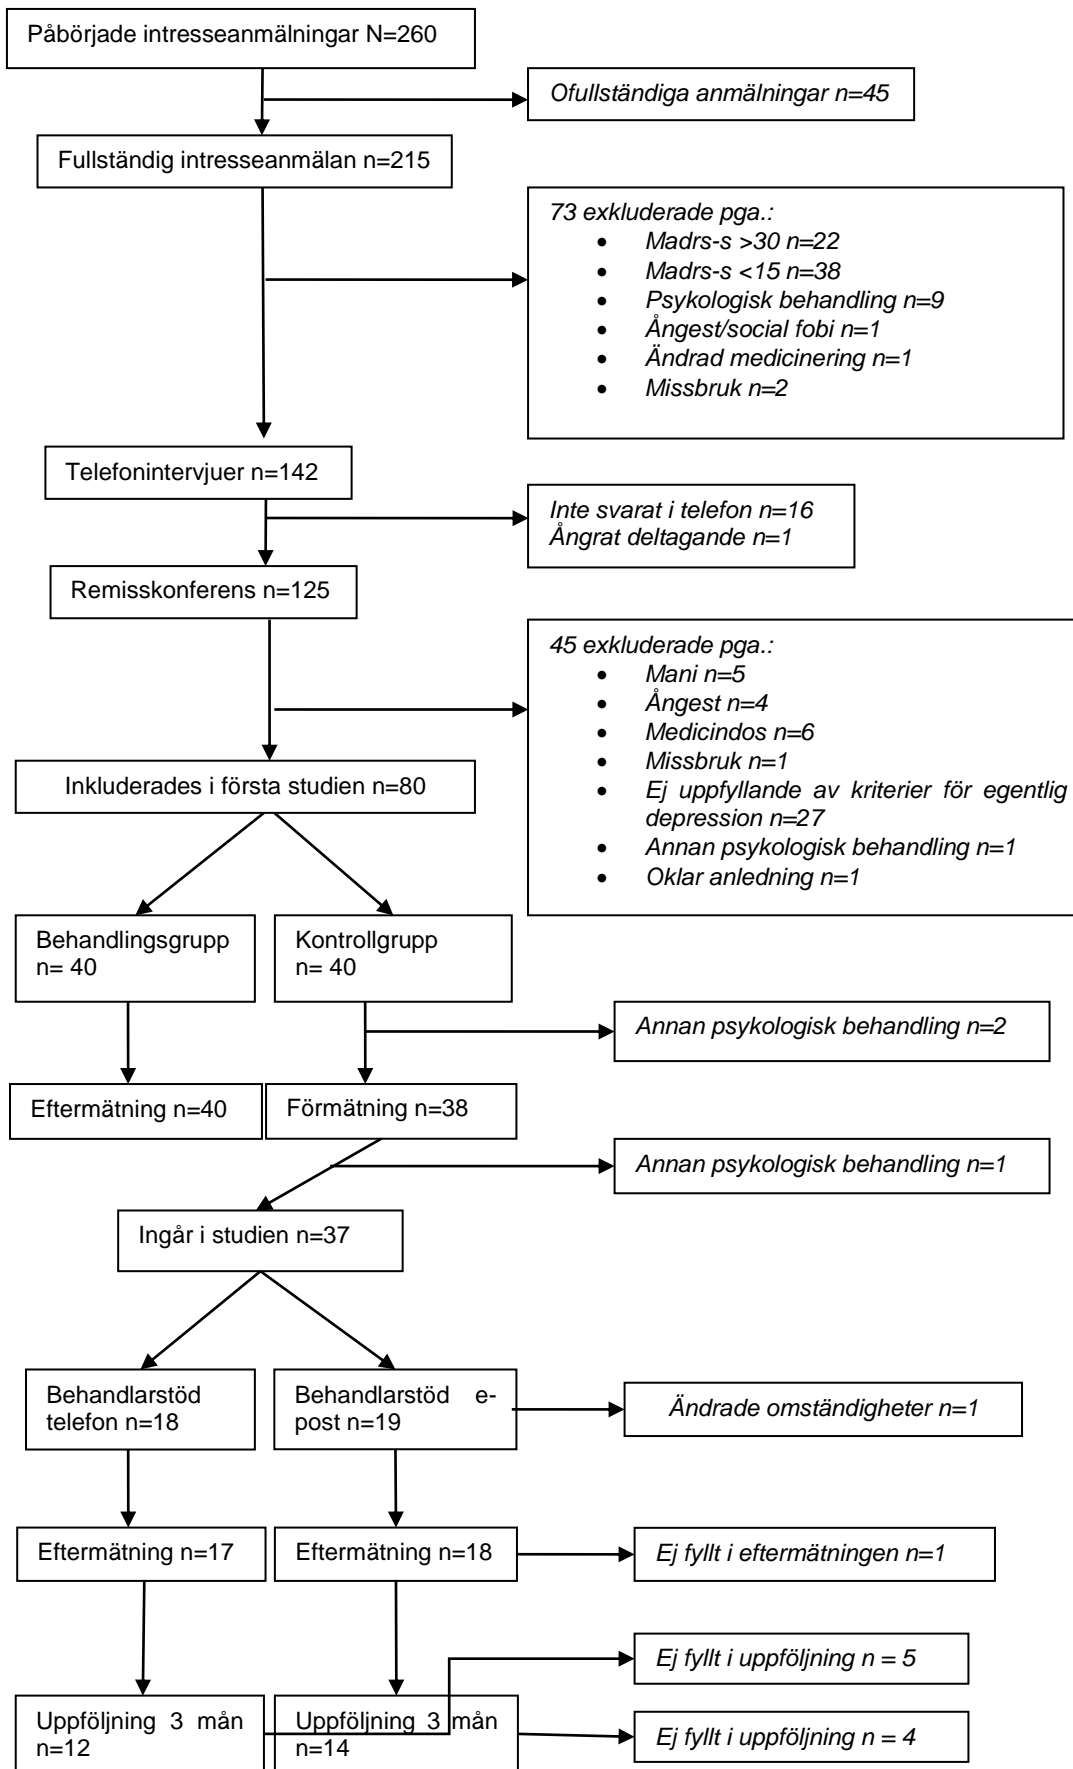 Påbörjade intresseanmälningar N=260
Ofullständiga anmälningar n=45
Fullständig intresseanmälan n=215
73 exkluderade pga.:
• Madrs-s >30 n=22
• Madrs-s <15 n=38
• Psykologisk behandling n=9
• Ångest/social fobi n=1
• Ändrad medicinering n=1
• Missbruk n=2
Telefonintervjuer n=142
Inte svarat i telefon n=16
Ångrat deltagande n=1
Remisskonferens n=125
45 exkluderade pga.:
• Mani n=5
• Ångest n=4
• Medicindos n=6
• Missbruk n=1
• Ej uppfyllande av kriterier för egentlig
depression n=27
• Annan psykologisk behandling n=1
• Oklar anledning n=1
Inkluderades i första studien n=80
Behandlingsgrupp
n= 40
Kontrollgrupp
n= 40
Annan psykologisk behandling n=2
Eftermätning n=40
Förmätning n=38
Annan psykologisk behandling n=1
Ingår i studien n=37
Behandlarstöd
telefon n=18
Behandlarstöd e-
post n=19
Ändrade omständigheter n=1
Eftermätning n=17
Eftermätning n=18
Ej fyllt i eftermätningen n=1
Ej fyllt i uppföljning n = 5
Uppföljning 3 mån
n=12
Uppföljning 3 mån
n=14
Ej fyllt i uppföljning n = 4